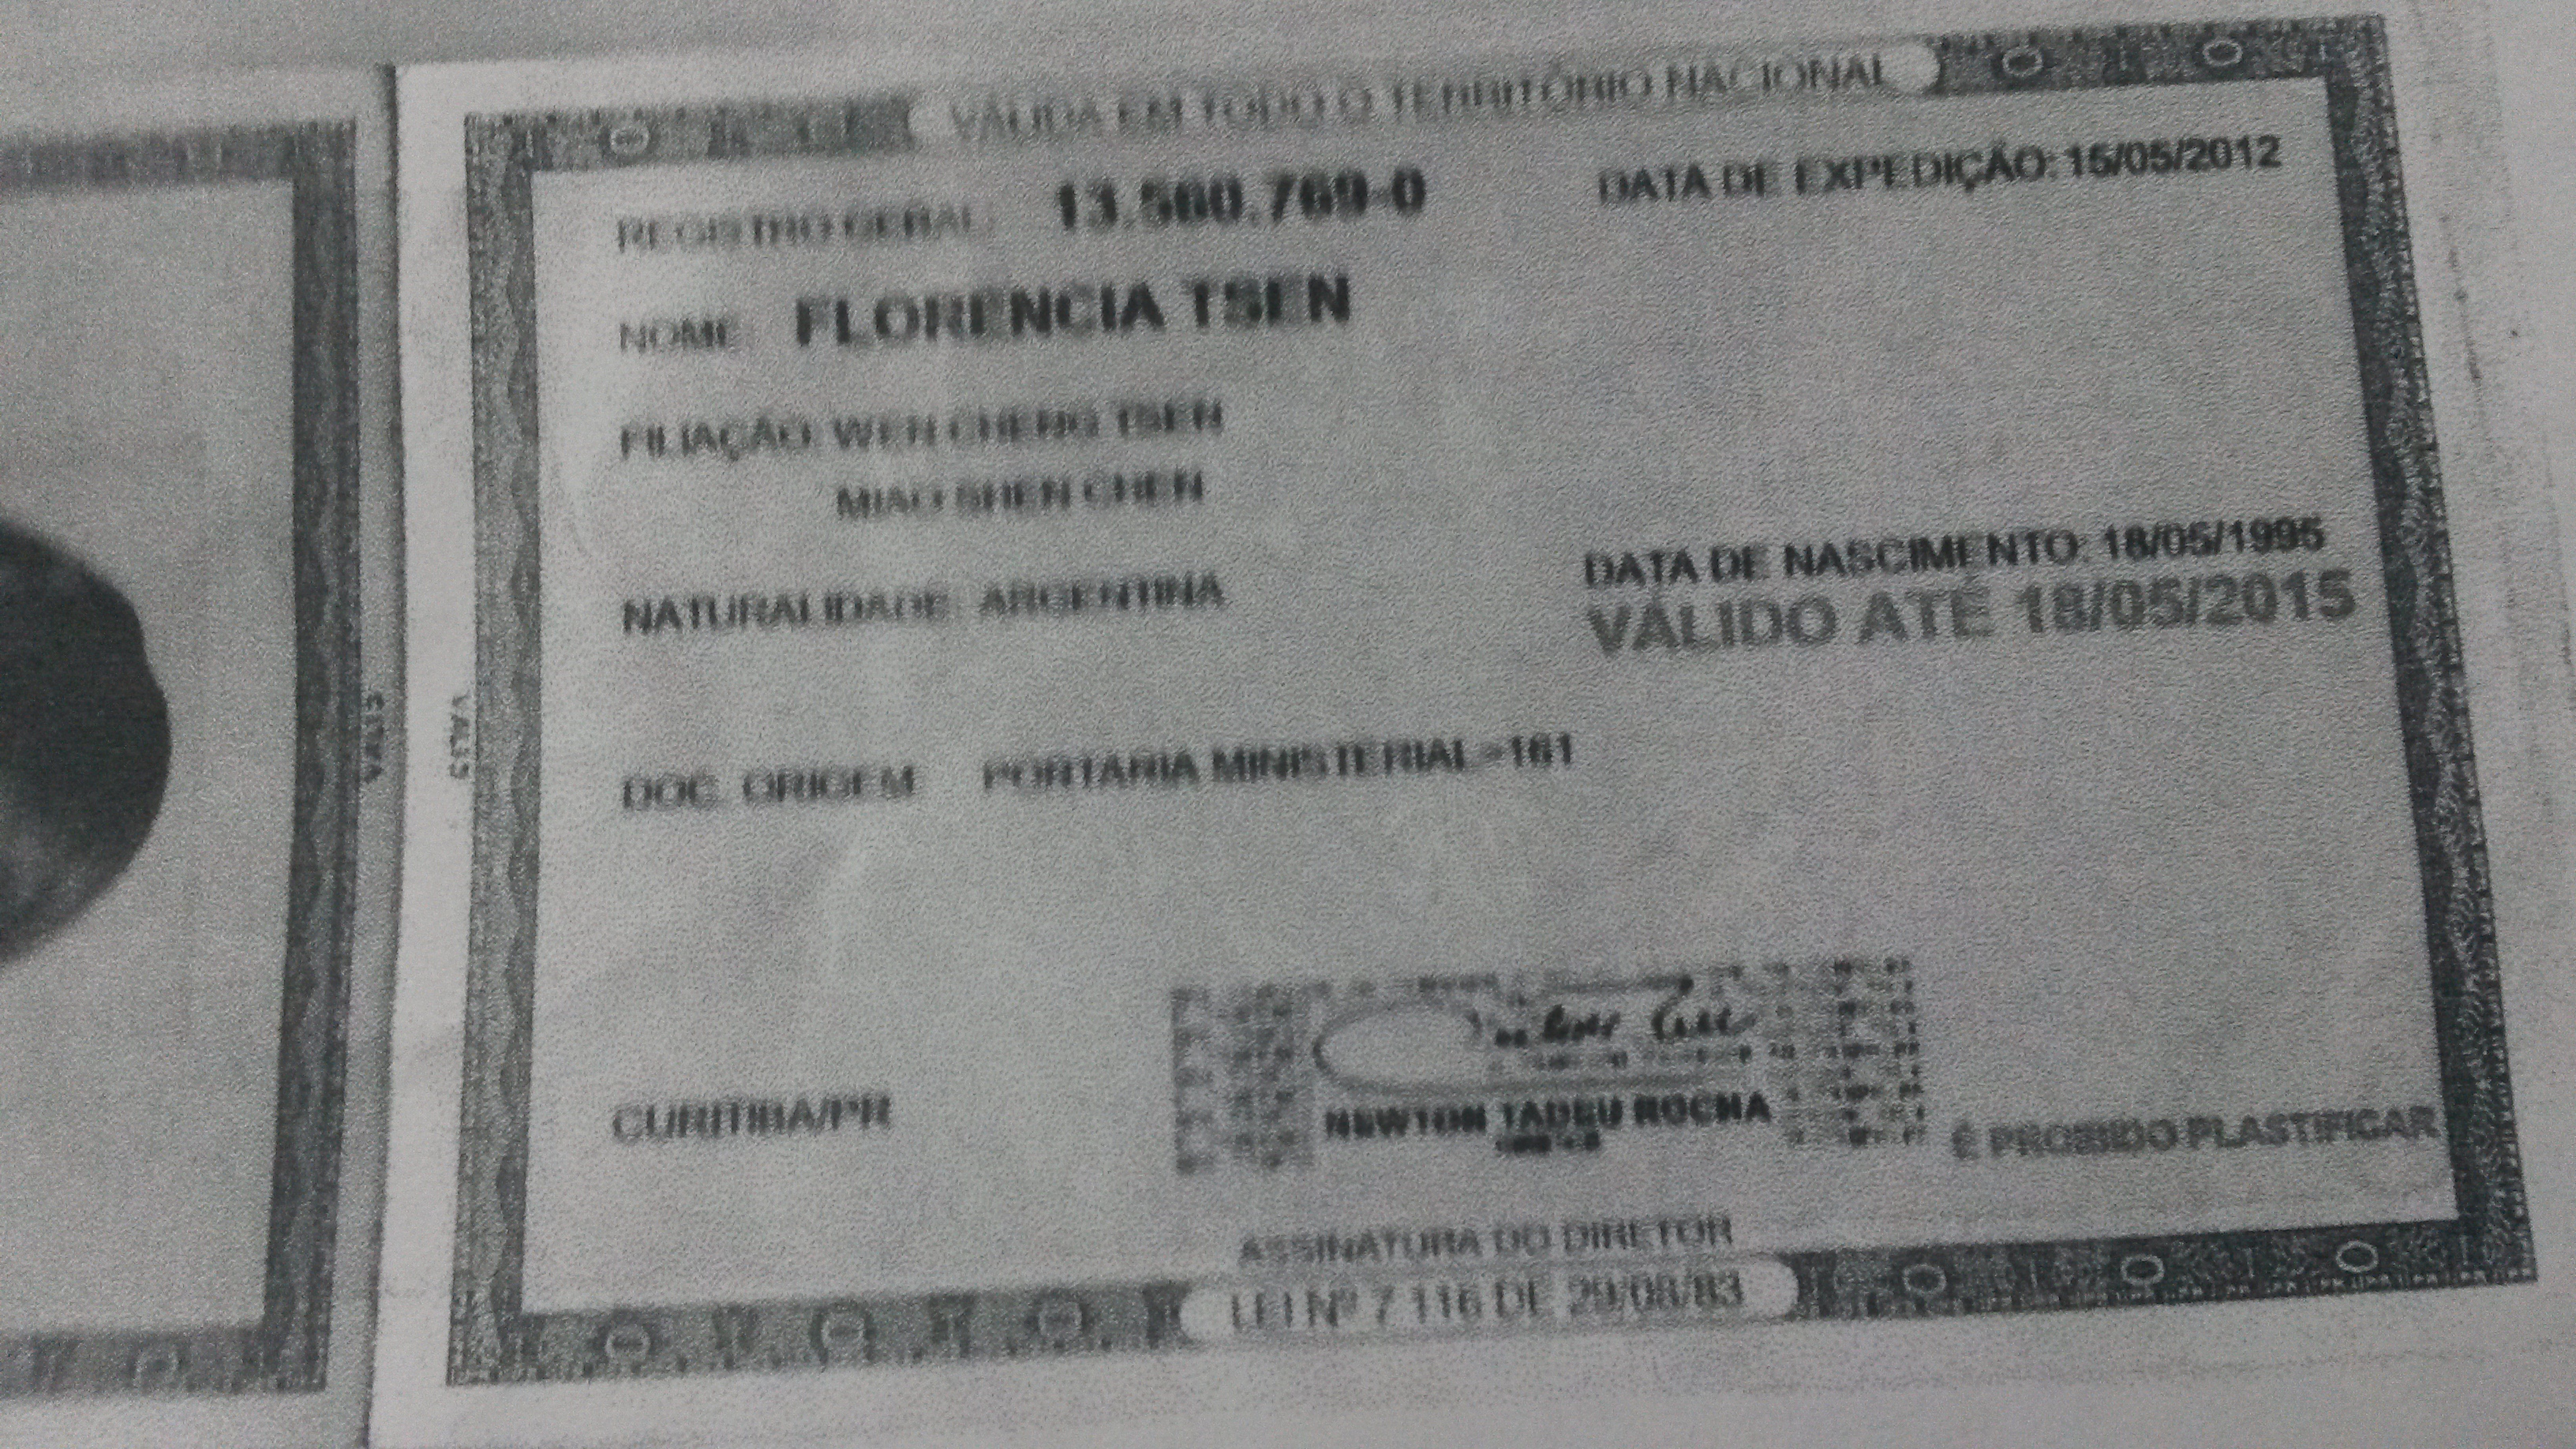 VÁLIDA EM TODO O TERRITÓRIO NACIONAL
REGISTRO GERAL: 13.560.769-0 DATA DE EXPEDIÇÃO: 15/05/2012
NOME: FLORENCIA TSEN
FILIAÇÃO: WEN CHENG TSEN
MIAO SHEN CHEN
NATURALIDADE: ARGENTINA DATA DE NASCIMENTO: 18/05/1995
VÁLIDO ATÉ 18/05/2015
DOC. ORIGEM PORTARIA MINISTERIAL=161
CURITIBA/PR
NEWTON TADEU ROCHA
É PROIBIDO PLASTIFICAR
ASSINATURA DO DIRETOR
LEI Nº 7.116 DE 29/08/83